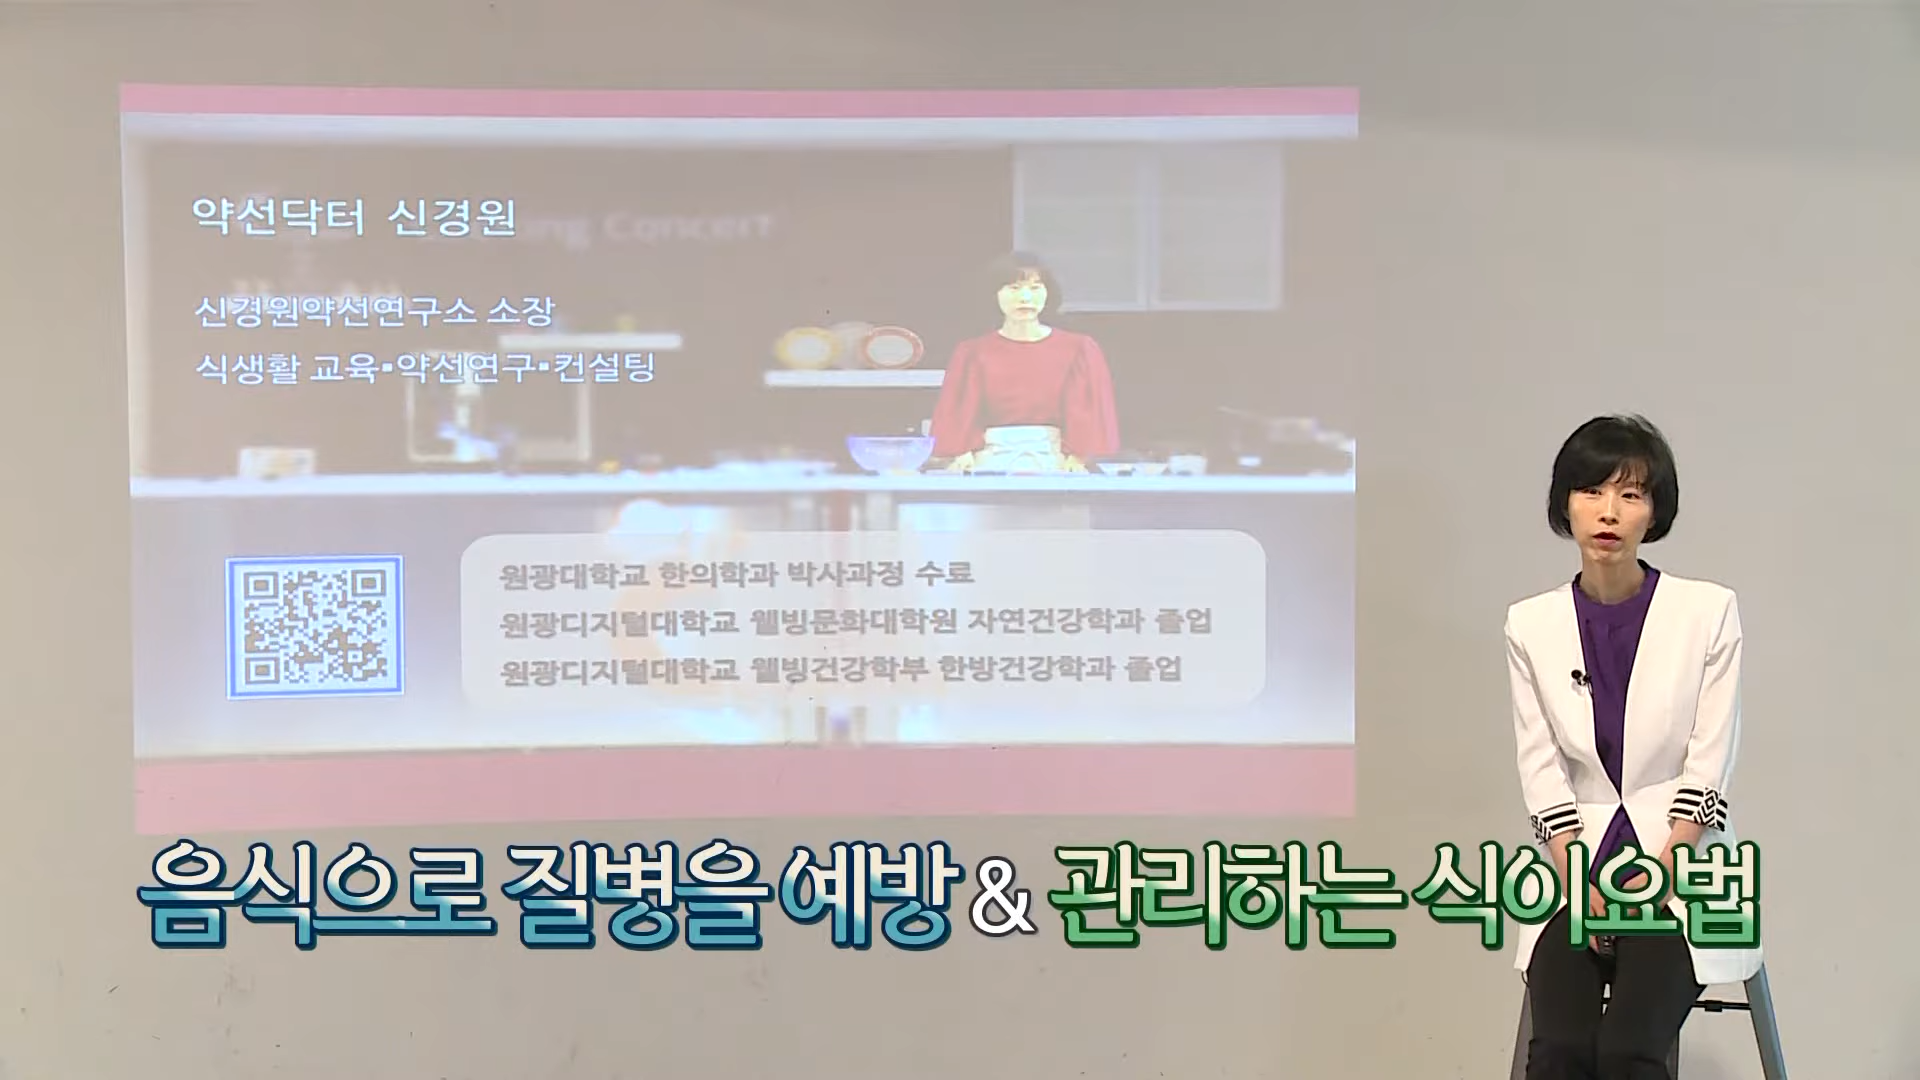 약선닥터 신경원
ng Concert
신경원약선연구소 소장
식생활 교육▪약선연구▪컨설팅
원광대학교 한의학과 박사과정 수료
원광디지털대학교 웰빙문화대학원 자연건강학과 졸업
원광디지털대학교 웰빙건강학부 한방건강학과 졸업
음식으로 질병을 예방 & 관리하는 식이요법